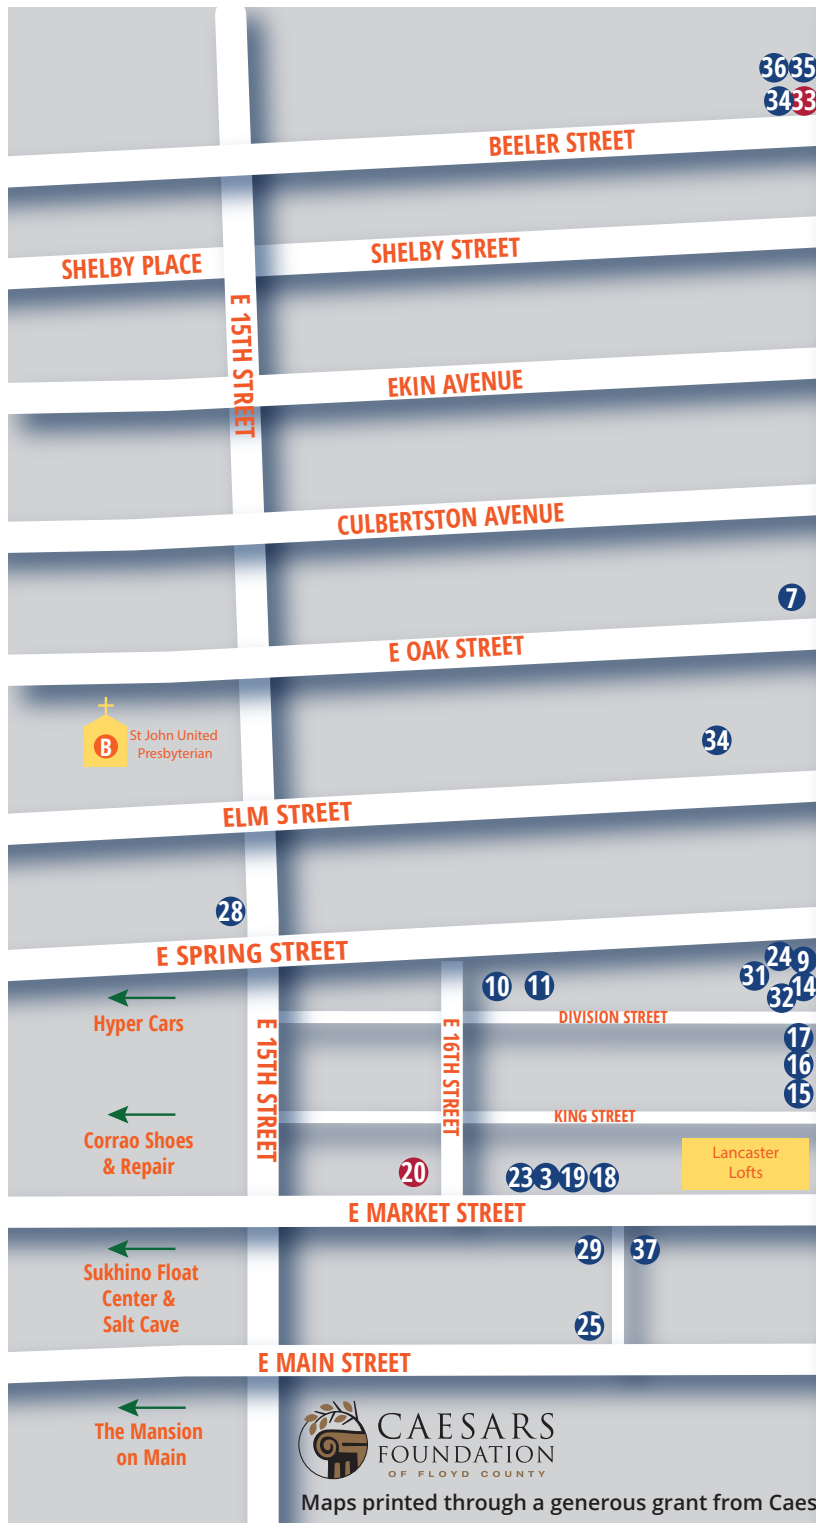 36 35
34 33
BEELER STREET
SHELBY PLACE
SHELBY STREET
E 15TH STREET
EKIN AVENUE
CULBERTSTON AVENUE
7
E OAK STREET
B
St John United
Presbyterian
34
ELM STREET
28
E SPRING STREET
24 9
31
32 14
10 11
Hyper Cars
DIVISION STREET
E 15TH STREET
E 16TH STREET
17
16
15
KING STREET
Corrao Shoes
& Repair
Lancaster
Lofts
20
23 3 19 18
E MARKET STREET
29 37
Sukhino Float
Center &
Salt Cave
25
E MAIN STREET
The Mansion
on Main
CAESARS
FOUNDATION
OF FLOYD COUNTY
Maps printed through a generous grant from Caes